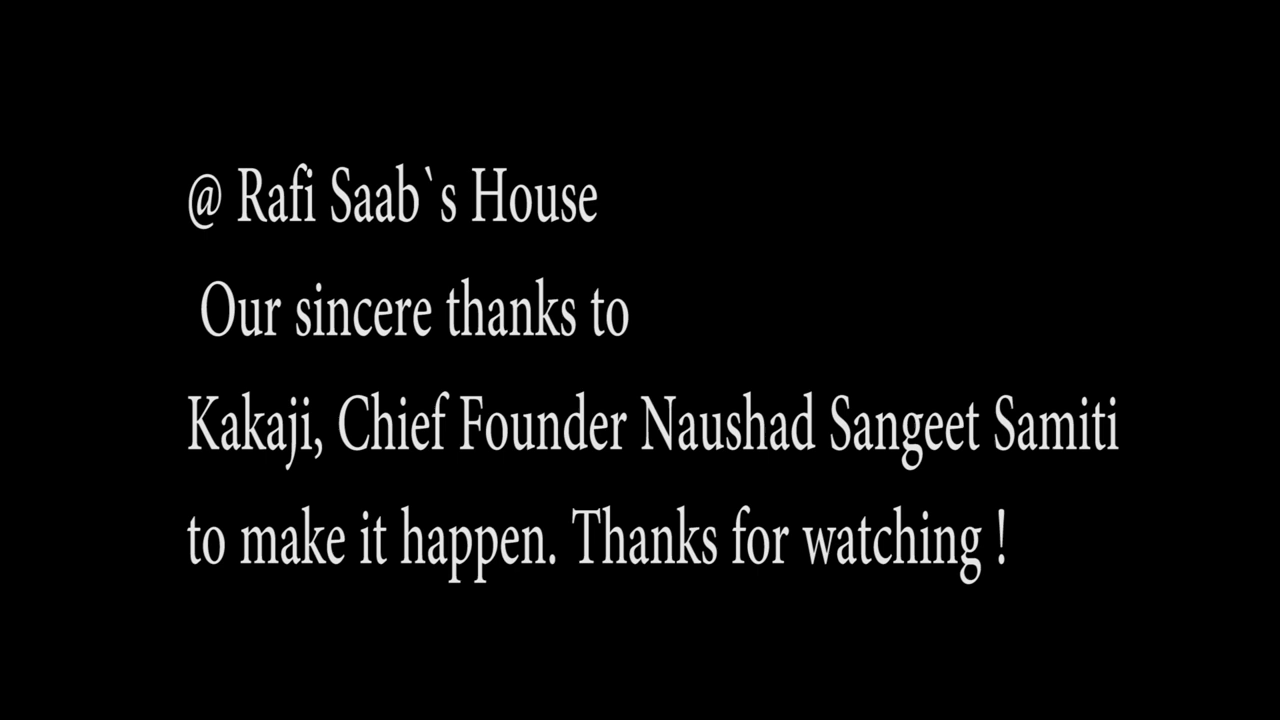 @ Rafi Saab`s House
Our sincere thanks to
Kakaji, Chief Founder Naushad Sangeet Samiti
to make it happen. Thanks for watching !